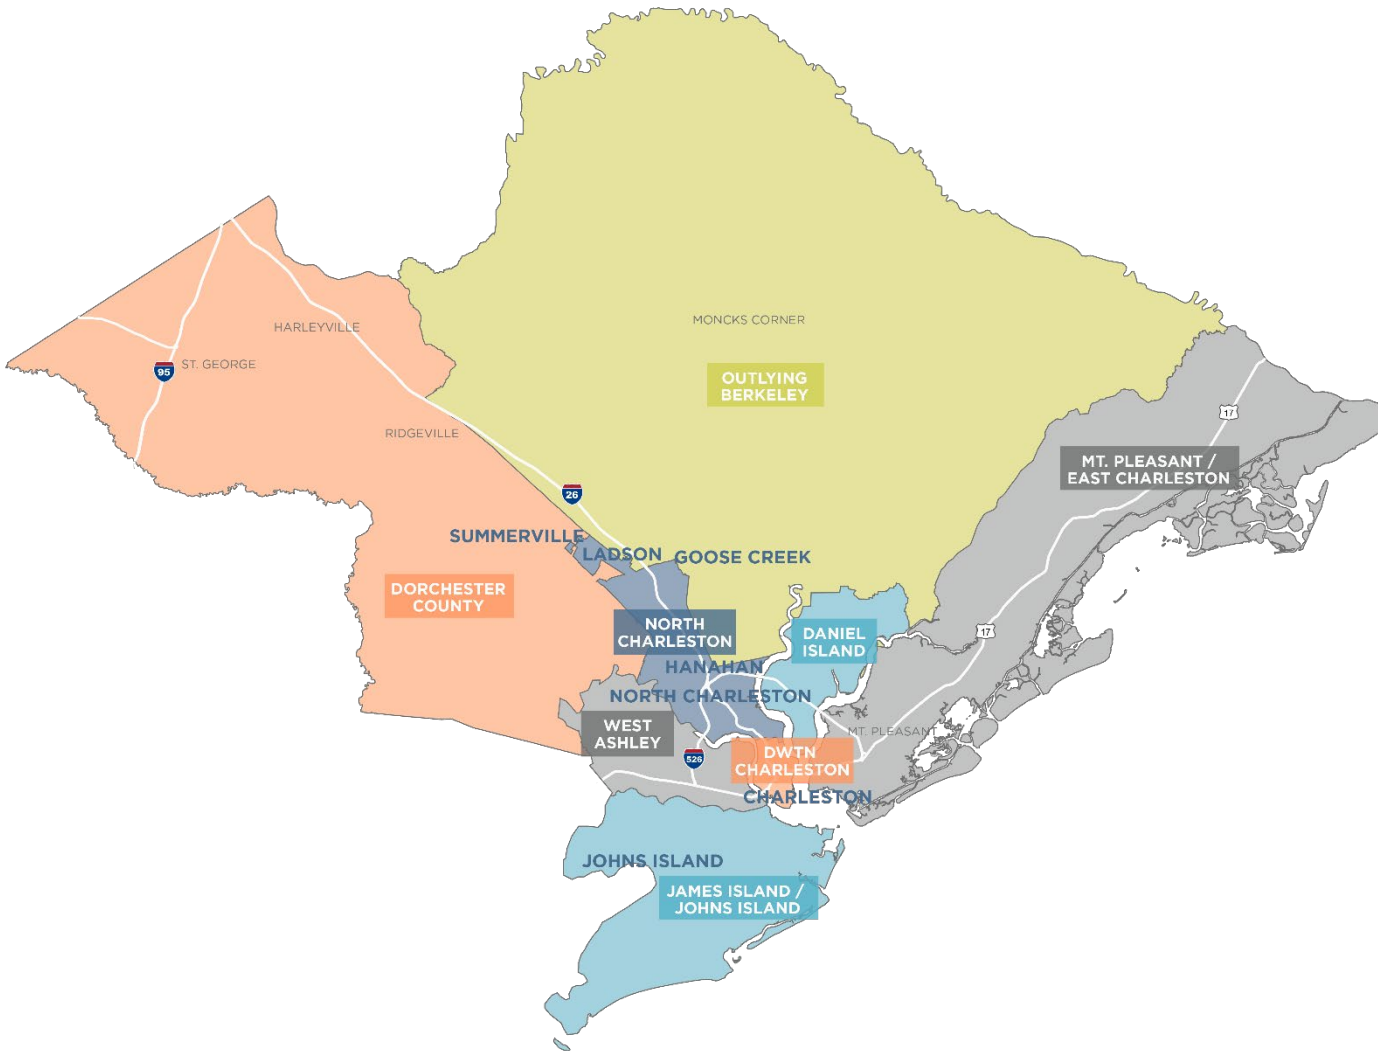 MONCKS CORNER
HARLEYVILLE
ST. GEORGE
95
OUTLYING
BERKELEY
17
RIDGEVILLE
MT. PLEASANT /
EAST CHARLESTON
26
SUMMERVILLE
LADSON
GOOSE CREEK
DORCHESTER
COUNTY
NORTH
CHARLESTON
DANIEL
ISLAND
17
HANAHAN
NORTH CHARLESTON
WEST
ASHLEY
MT. PLEASANT
526
DWTN
CHARLESTON
CHARLESTON
JOHNS ISLAND
JAMES ISLAND /
JOHNS ISLAND